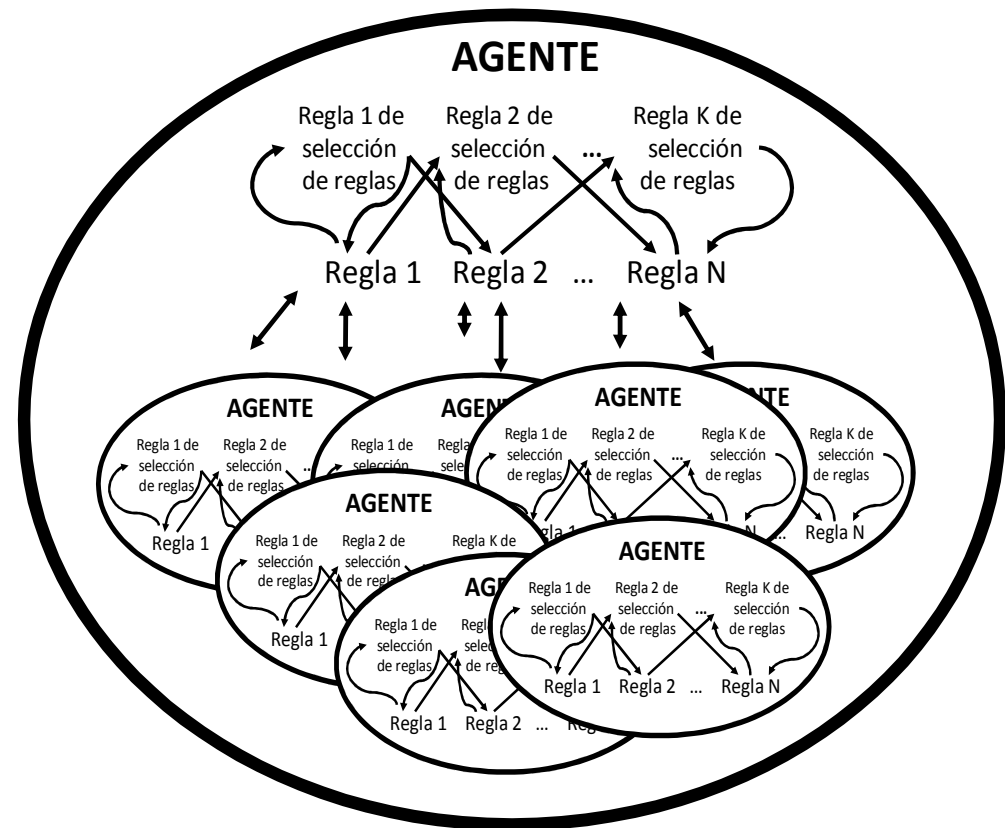 AGENTE
Regla 1 de Regla 2 de Regla K de
selección selección ... selección
de reglas de reglas de reglas
Regla 1 Regla 2 ... Regla N
AGENTE
Regla 1 de Regla 2 de
selección selección ...
de reglas de reglas
Regla 1
Regla 1 de
selección
AGENTE
Regla 1 de Regla 2 de Regla K de
selección selección ... selección
de reglas de reglas de reglas
Regla K de
selección
de reglas
... Regla N
AGENTE
Regla 1 de Regla 2 de Regla K de
selección selección
de reglas de reglas
Regla 1
Regla 1 de
selección
de reglas
Regla 1 Regla 2 ...
AGENTE
Regla 1 de Regla 2 de Regla K de
selección selección ... selección
de reglas de reglas de reglas
Regla 1 Regla 2 ... Regla N